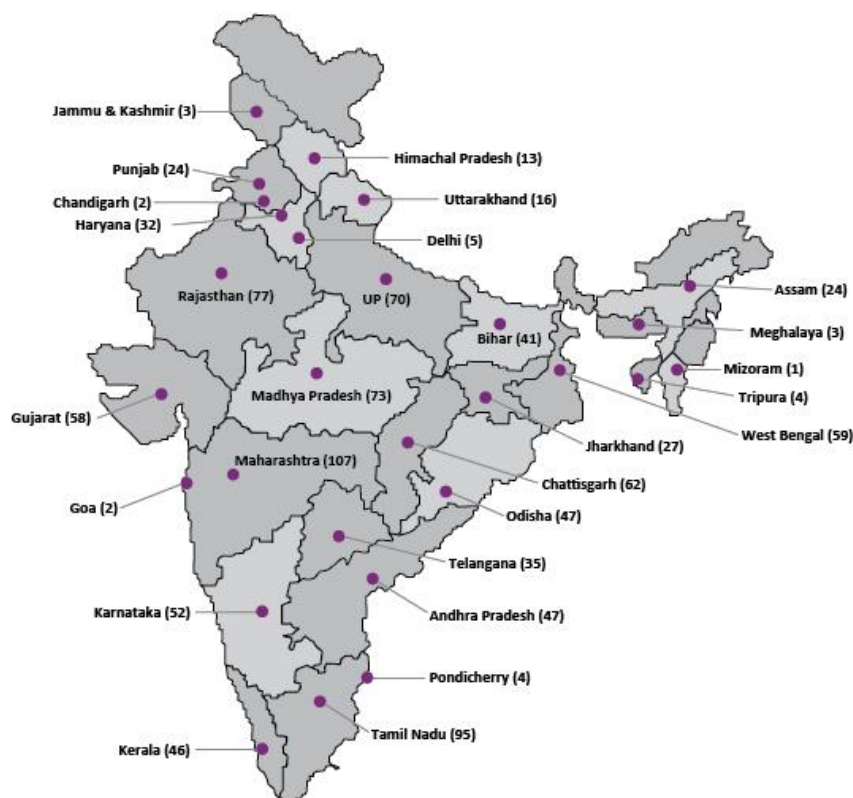 Jammu & Kashmir (3)
Himachal Pradesh (13)
Punjab (24)
Uttarakhand (16)
Chandigarh (2)
Haryana (32)
Delhi (5)
Assam (24)
Rajasthan (77)
UP (70)
Meghalaya (3)
Bihar (41)
Mizoram (1)
Madhya Pradesh (73)
Tripura (4)
Gujarat (58)
West Bengal (59)
Jharkhand (27)
Maharashtra (107)
Chattisgarh (62)
Goa (2)
Odisha (47)
Telangana (35)
Karnataka (52)
Andhra Pradesh (47)
Pondicherry (4)
Tamil Nadu (95)
Kerala (46)